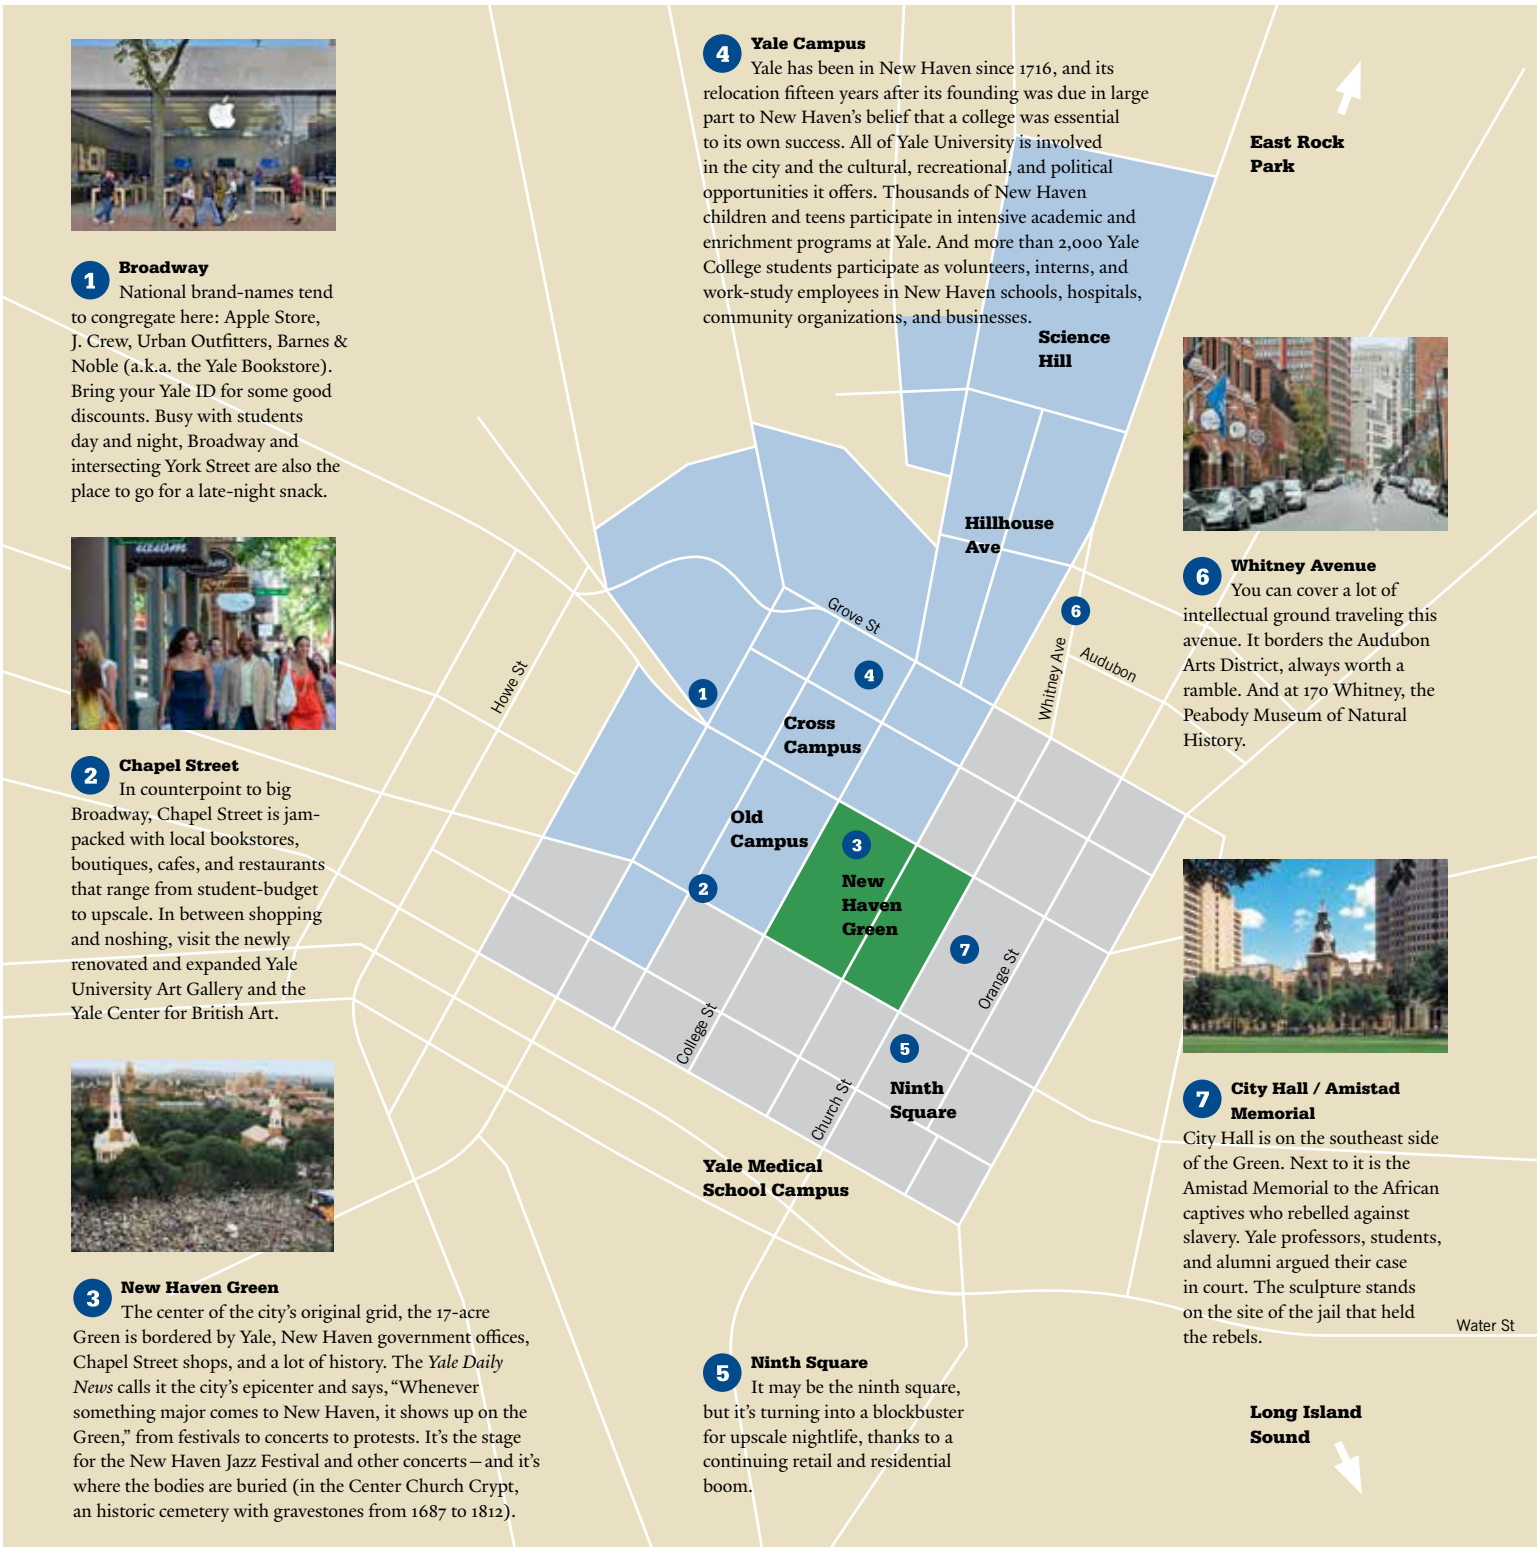 1
Broadway
National brand-names tend
to congregate here: Apple Store,
J. Crew, Urban Outfitters, Barnes &
Noble (a.k.a. the Yale Bookstore).
Bring your Yale ID for some good
discounts. Busy with students
day and night, Broadway and
intersecting York Street are also the
place to go for a late-night snack.
2
Chapel Street
In counterpoint to big
Broadway, Chapel Street is jam-
packed with local bookstores,
boutiques, cafes, and restaurants
that range from student-budget
to upscale. In between shopping
and noshing, visit the newly
renovated and expanded Yale
University Art Gallery and the
Yale Center for British Art.
3
New Haven Green
The center of the city’s original grid, the 17-acre
Green is bordered by Yale, New Haven government offices,
Chapel Street shops, and a lot of history. The Yale Daily
News calls it the city’s epicenter and says, “Whenever
something major comes to New Haven, it shows up on the
Green,” from festivals to concerts to protests. It’s the stage
for the New Haven Jazz Festival and other concerts – and it’s
where the bodies are buried (in the Center Church Crypt,
an historic cemetery with gravestones from 1687 to 1812).
4
Yale Campus
Yale has been in New Haven since 1716, and its
relocation fifteen years after its founding was due in large
part to New Haven’s belief that a college was essential
to its own success. All of Yale University is involved
in the city and the cultural, recreational, and political
opportunities it offers. Thousands of New Haven
children and teens participate in intensive academic and
enrichment programs at Yale. And more than 2,000 Yale
College students participate as volunteers, interns, and
work-study employees in New Haven schools, hospitals,
community organizations, and businesses.
East Rock
Park
Science
Hill
Hillhouse
Ave
Grove St
6
Whitney Ave
Audubon
Howe St
1
4
Cross
Campus
Old
Campus
2
3
New
Haven
Green
7
Orange St
College St
Church St
5
Ninth
Square
Yale Medical
School Campus
5
Ninth Square
It may be the ninth square,
but it’s turning into a blockbuster
for upscale nightlife, thanks to a
continuing retail and residential
boom.
6
Whitney Avenue
You can cover a lot of
intellectual ground traveling this
avenue. It borders the Audubon
Arts District, always worth a
ramble. And at 170 Whitney, the
Peabody Museum of Natural
History.
7
City Hall / Amistad
Memorial
City Hall is on the southeast side
of the Green. Next to it is the
Amistad Memorial to the African
captives who rebelled against
slavery. Yale professors, students,
and alumni argued their case
in court. The sculpture stands
on the site of the jail that held
the rebels.
Water St
Long Island
Sound